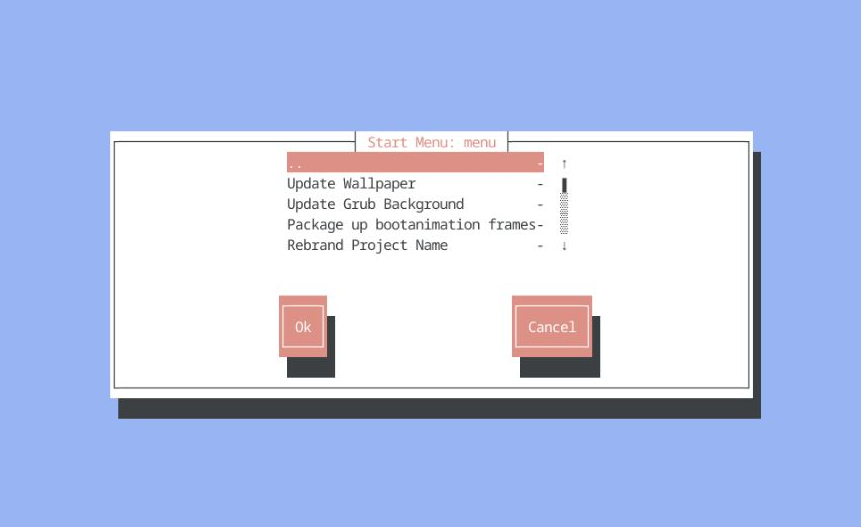 Start Menu: menu
.. -
Update Wallpaper -
Update Grub Background -
Package up bootanimation frames-
Rebrand Project Name -
Ok
Cancel